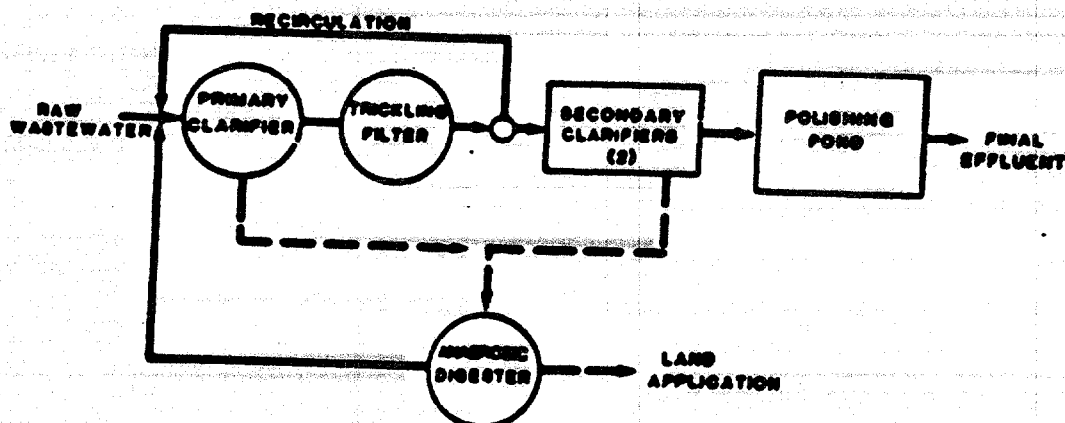 RECIRCULATION
RAW
WASTEWATER
PRIMARY
CLARIFIER
TRICKLING
FILTER
SECONDARY
CLARIFIERS
(2)
POLISHING
POND
FINAL
EFFLUENT
ANAEROBIC
DIGESTER
LAND
APPLICATION